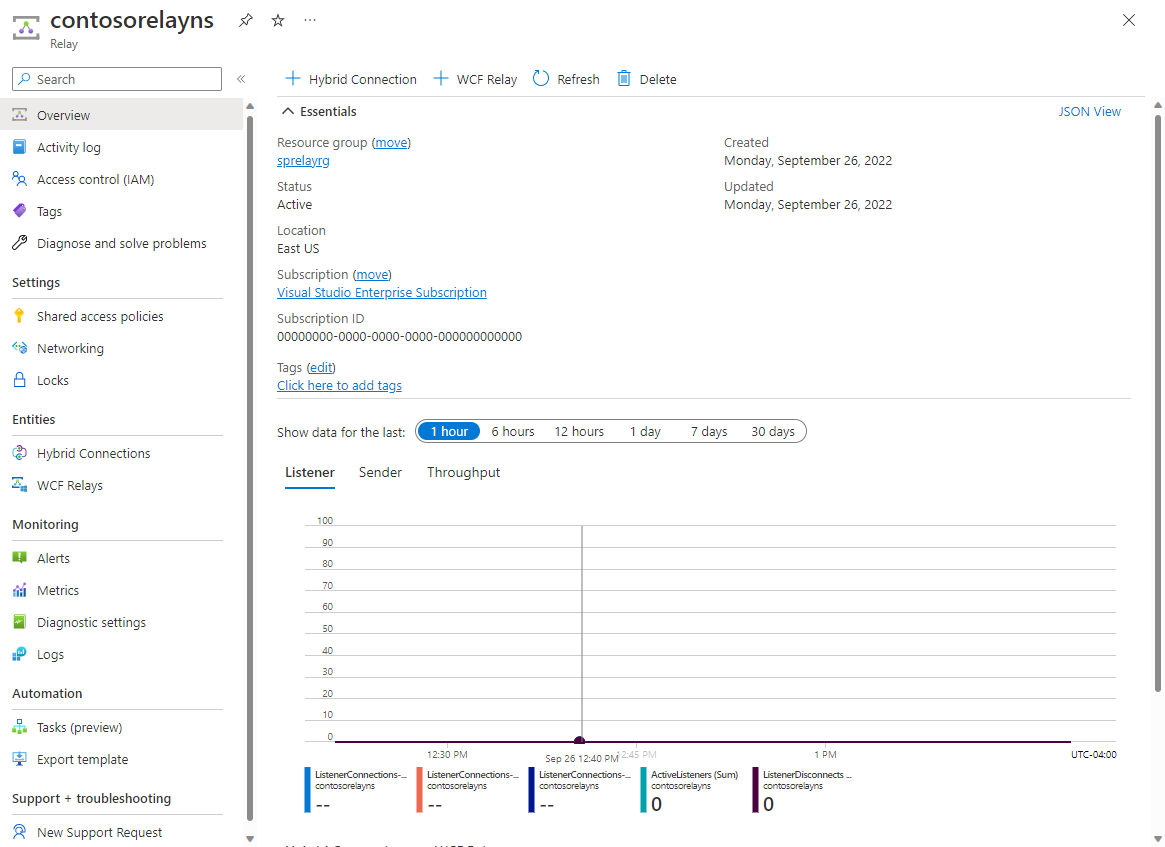 contosorelayns
Relay
Search
Overview
Activity log
Access control (IAM)
Tags
Diagnose and solve problems
Settings
Shared access policies
Networking
Locks
Entities
Hybrid Connections
WCF Relays
Monitoring
Alerts
Metrics
Diagnostic settings
Logs
Automation
Tasks (preview)
Export template
Support + troubleshooting
New Support Request
Hybrid Connection
WCF Relay
Refresh
Delete
Essentials
JSON View
Resource group (move)
sprelayrg
Status
Active
Location
East US
Subscription (move)
Visual Studio Enterprise Subscription
Subscription ID
00000000-0000-0000-0000-000000000000
Tags (edit)
Click here to add tags
Created
Monday, September 26, 2022
Updated
Monday, September 26, 2022
Show data for the last: 1 hour 6 hours 12 hours 1 day 7 days 30 days
Listener Sender Throughput
100
90
80
70
60
50
40
30
20
10
0
12:30 PM
Sep 26 12:40 PM
12:45 PM
1 PM
UTC-04:00
ListenerConnections-...
contosorelayns
--
ListenerConnections-...
contosorelayns
--
ListenerConnections-...
contosorelayns
--
ActiveListeners (Sum)
contosorelayns
0
ListenerDisconnects ...
contosorelayns
0